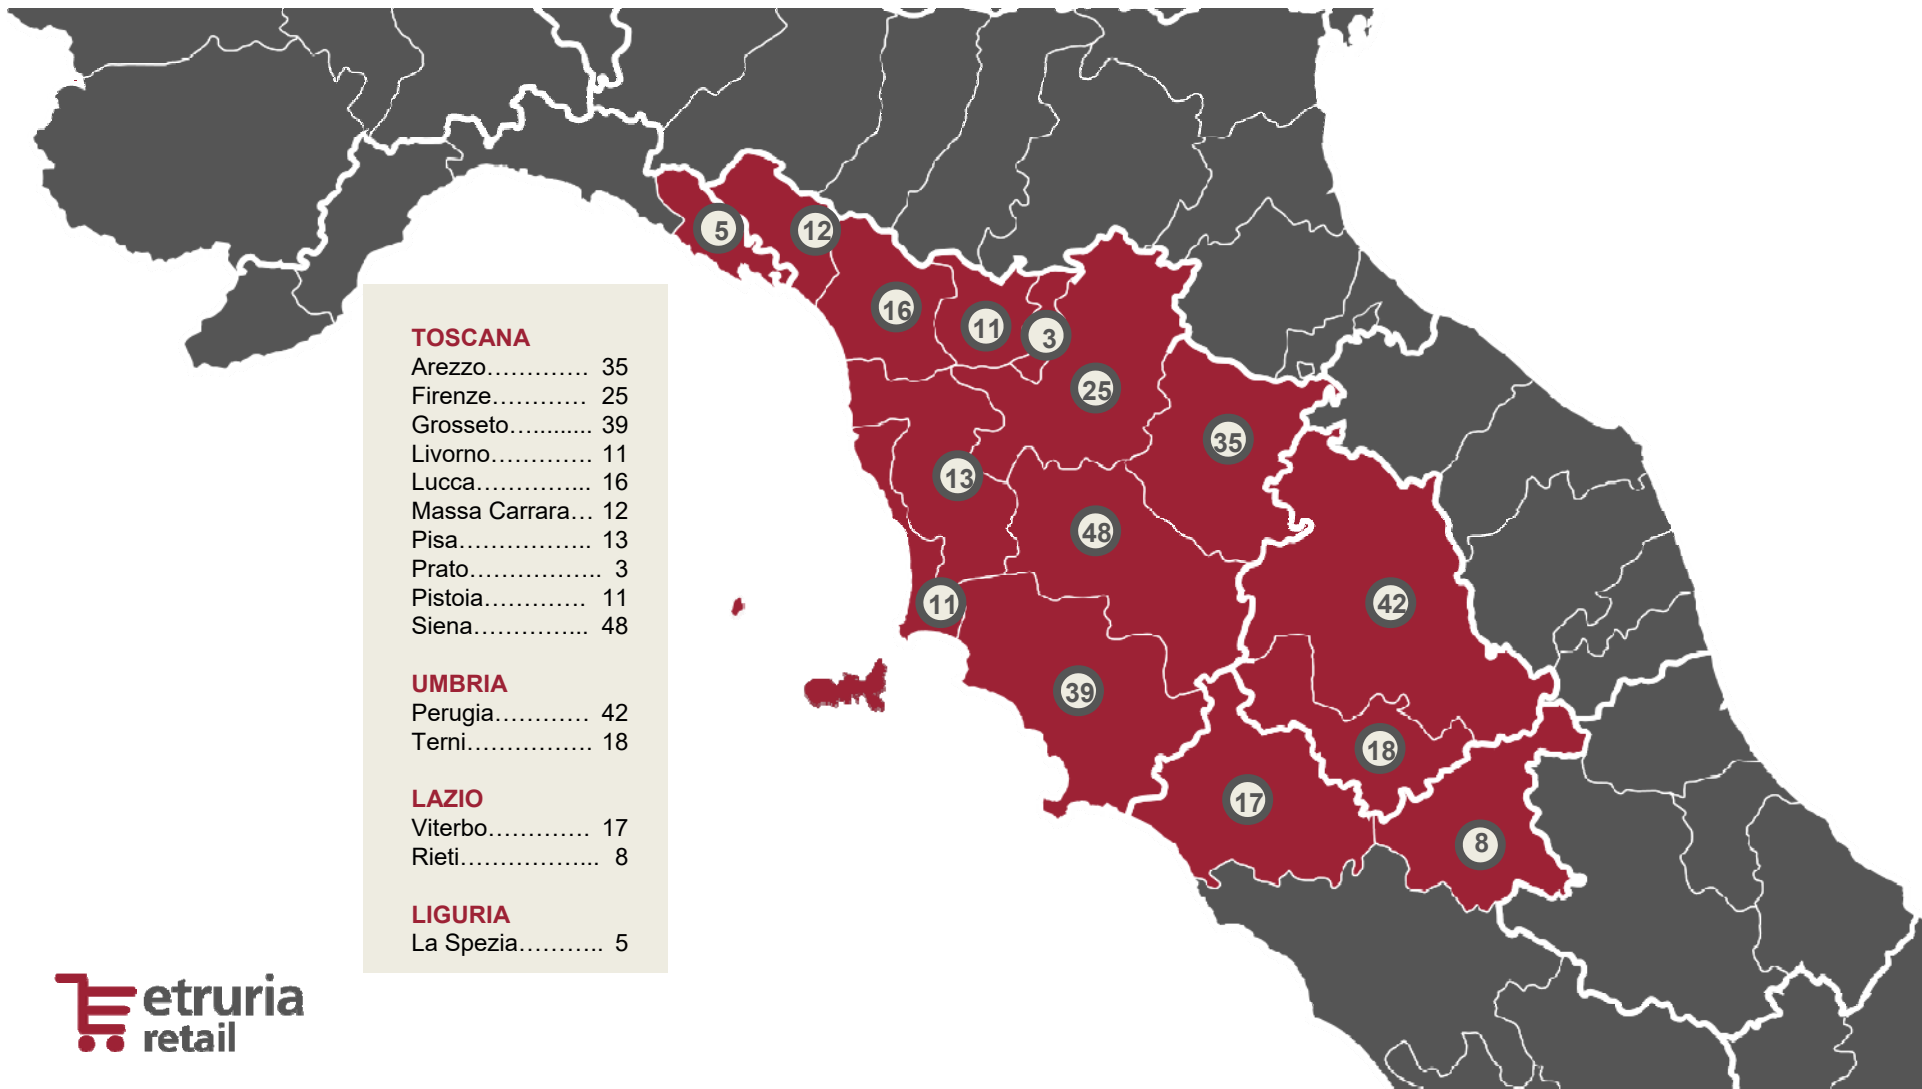 5
12
16
11
3
25
35
13
48
11
42
39
18
17
8
TOSCANA
Arezzo…………. 35
Firenze………… 25
Grosseto…......... 39
Livorno…………. 11
Lucca…………... 16
Massa Carrara… 12
Pisa…………….. 13
Prato…………….. 3
Pistoia…………. 11
Siena…………... 48
UMBRIA
Perugia………… 42
Terni……………. 18
LAZIO
Viterbo…………. 17
Rieti……………... 8
LIGURIA
La Spezia……….. 5
etruria
retail